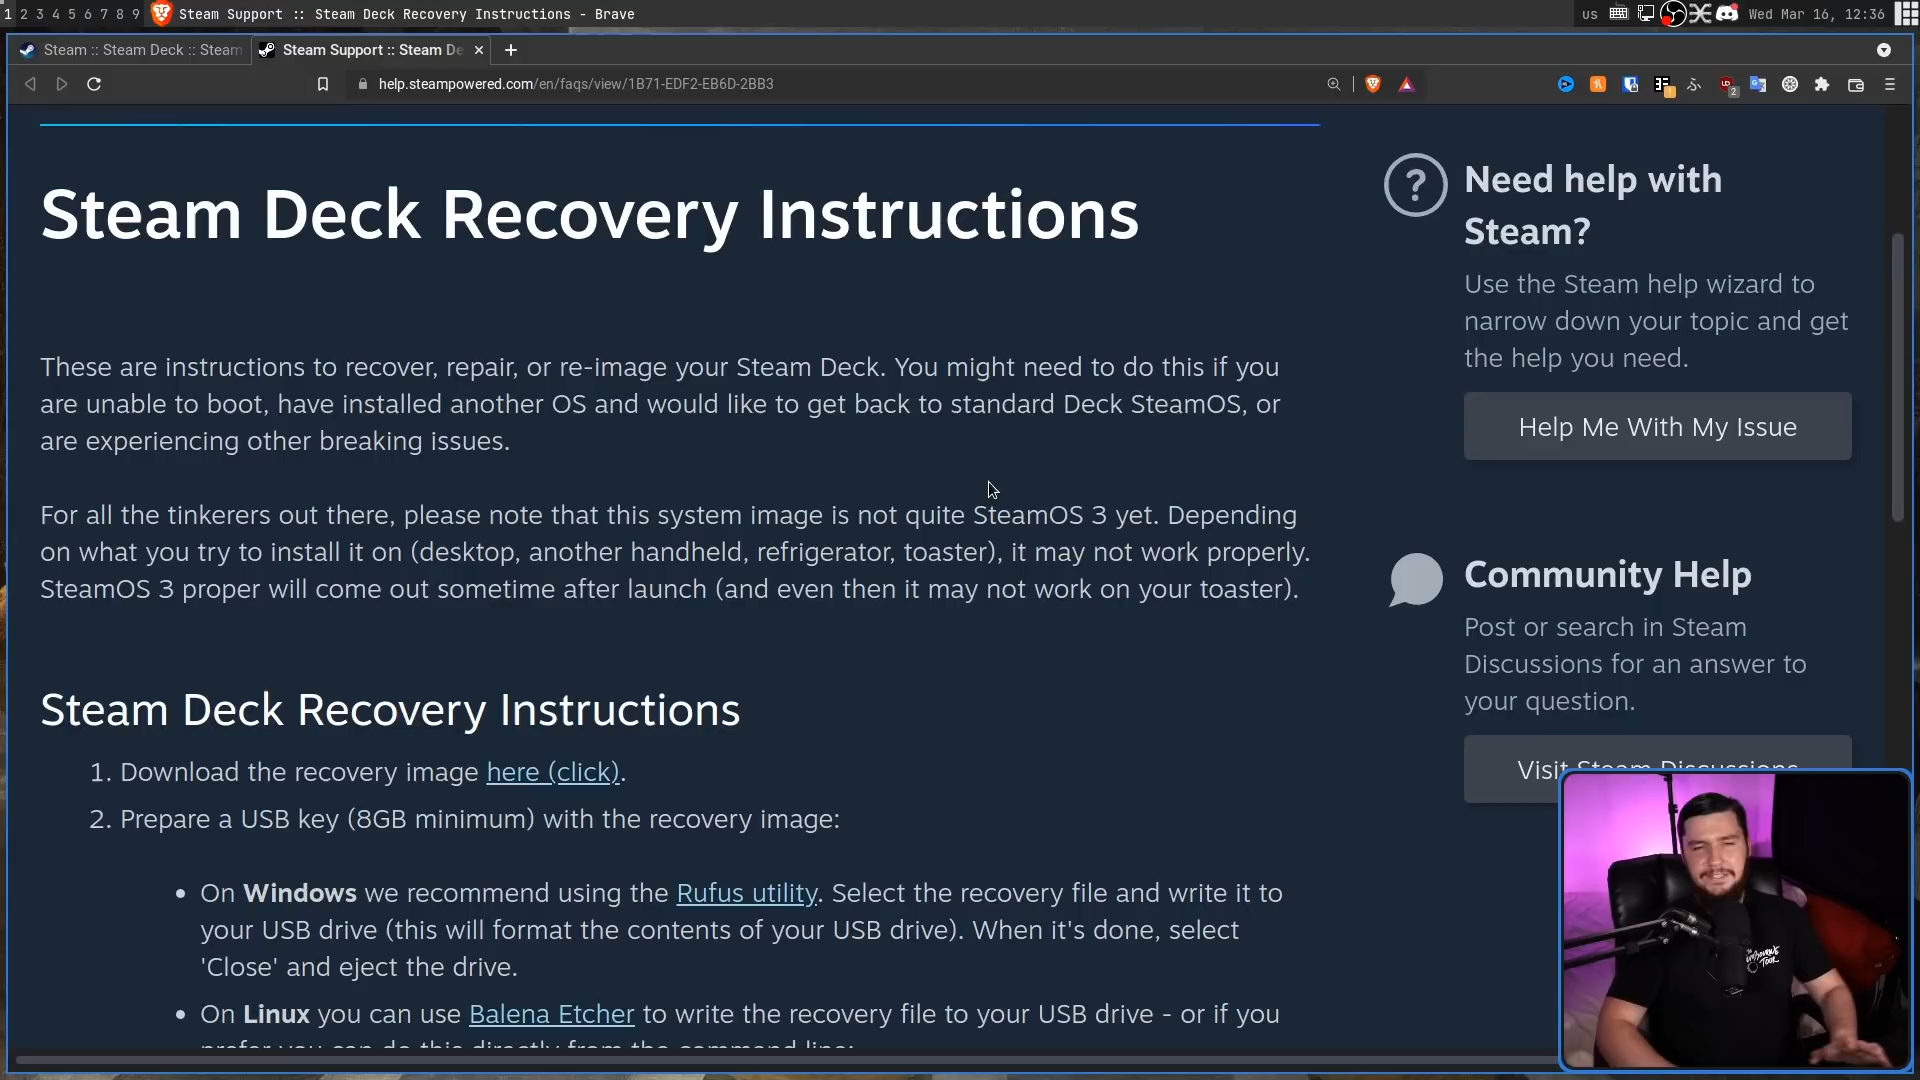 1 2 3 4 5 6 7 8 9 Steam Support :: Steam Deck Recovery Instructions - Brave us Wed Mar 16, 12:36
Steam :: Steam Deck :: Steam
Steam Support :: Steam De
help.steampowered.com/en/faqs/view/1B71-EDF2-EB6D-2BB3
Steam Deck Recovery Instructions
These are instructions to recover, repair, or re-image your Steam Deck. You might need to do this if you
are unable to boot, have installed another OS and would like to get back to standard Deck SteamOS, or
are experiencing other breaking issues.
For all the tinkerers out there, please note that this system image is not quite SteamOS 3 yet. Depending
on what you try to install it on (desktop, another handheld, refrigerator, toaster), it may not work properly.
SteamOS 3 proper will come out sometime after launch (and even then it may not work on your toaster).
Steam Deck Recovery Instructions
1. Download the recovery image here (click).
2. Prepare a USB key (8GB minimum) with the recovery image:
• On Windows we recommend using the Rufus utility. Select the recovery file and write it to
your USB drive (this will format the contents of your USB drive). When it's done, select
'Close' and eject the drive.
• On Linux you can use Balena Etcher to write the recovery file to your USB drive - or if you
prefer you can do this directly from the command line:
Need help with
Steam?
Use the Steam help wizard to
narrow down your topic and get
the help you need.
Help Me With My Issue
Community Help
Post or search in Steam
Discussions for an answer to
your question.
Visit Steam Discussions